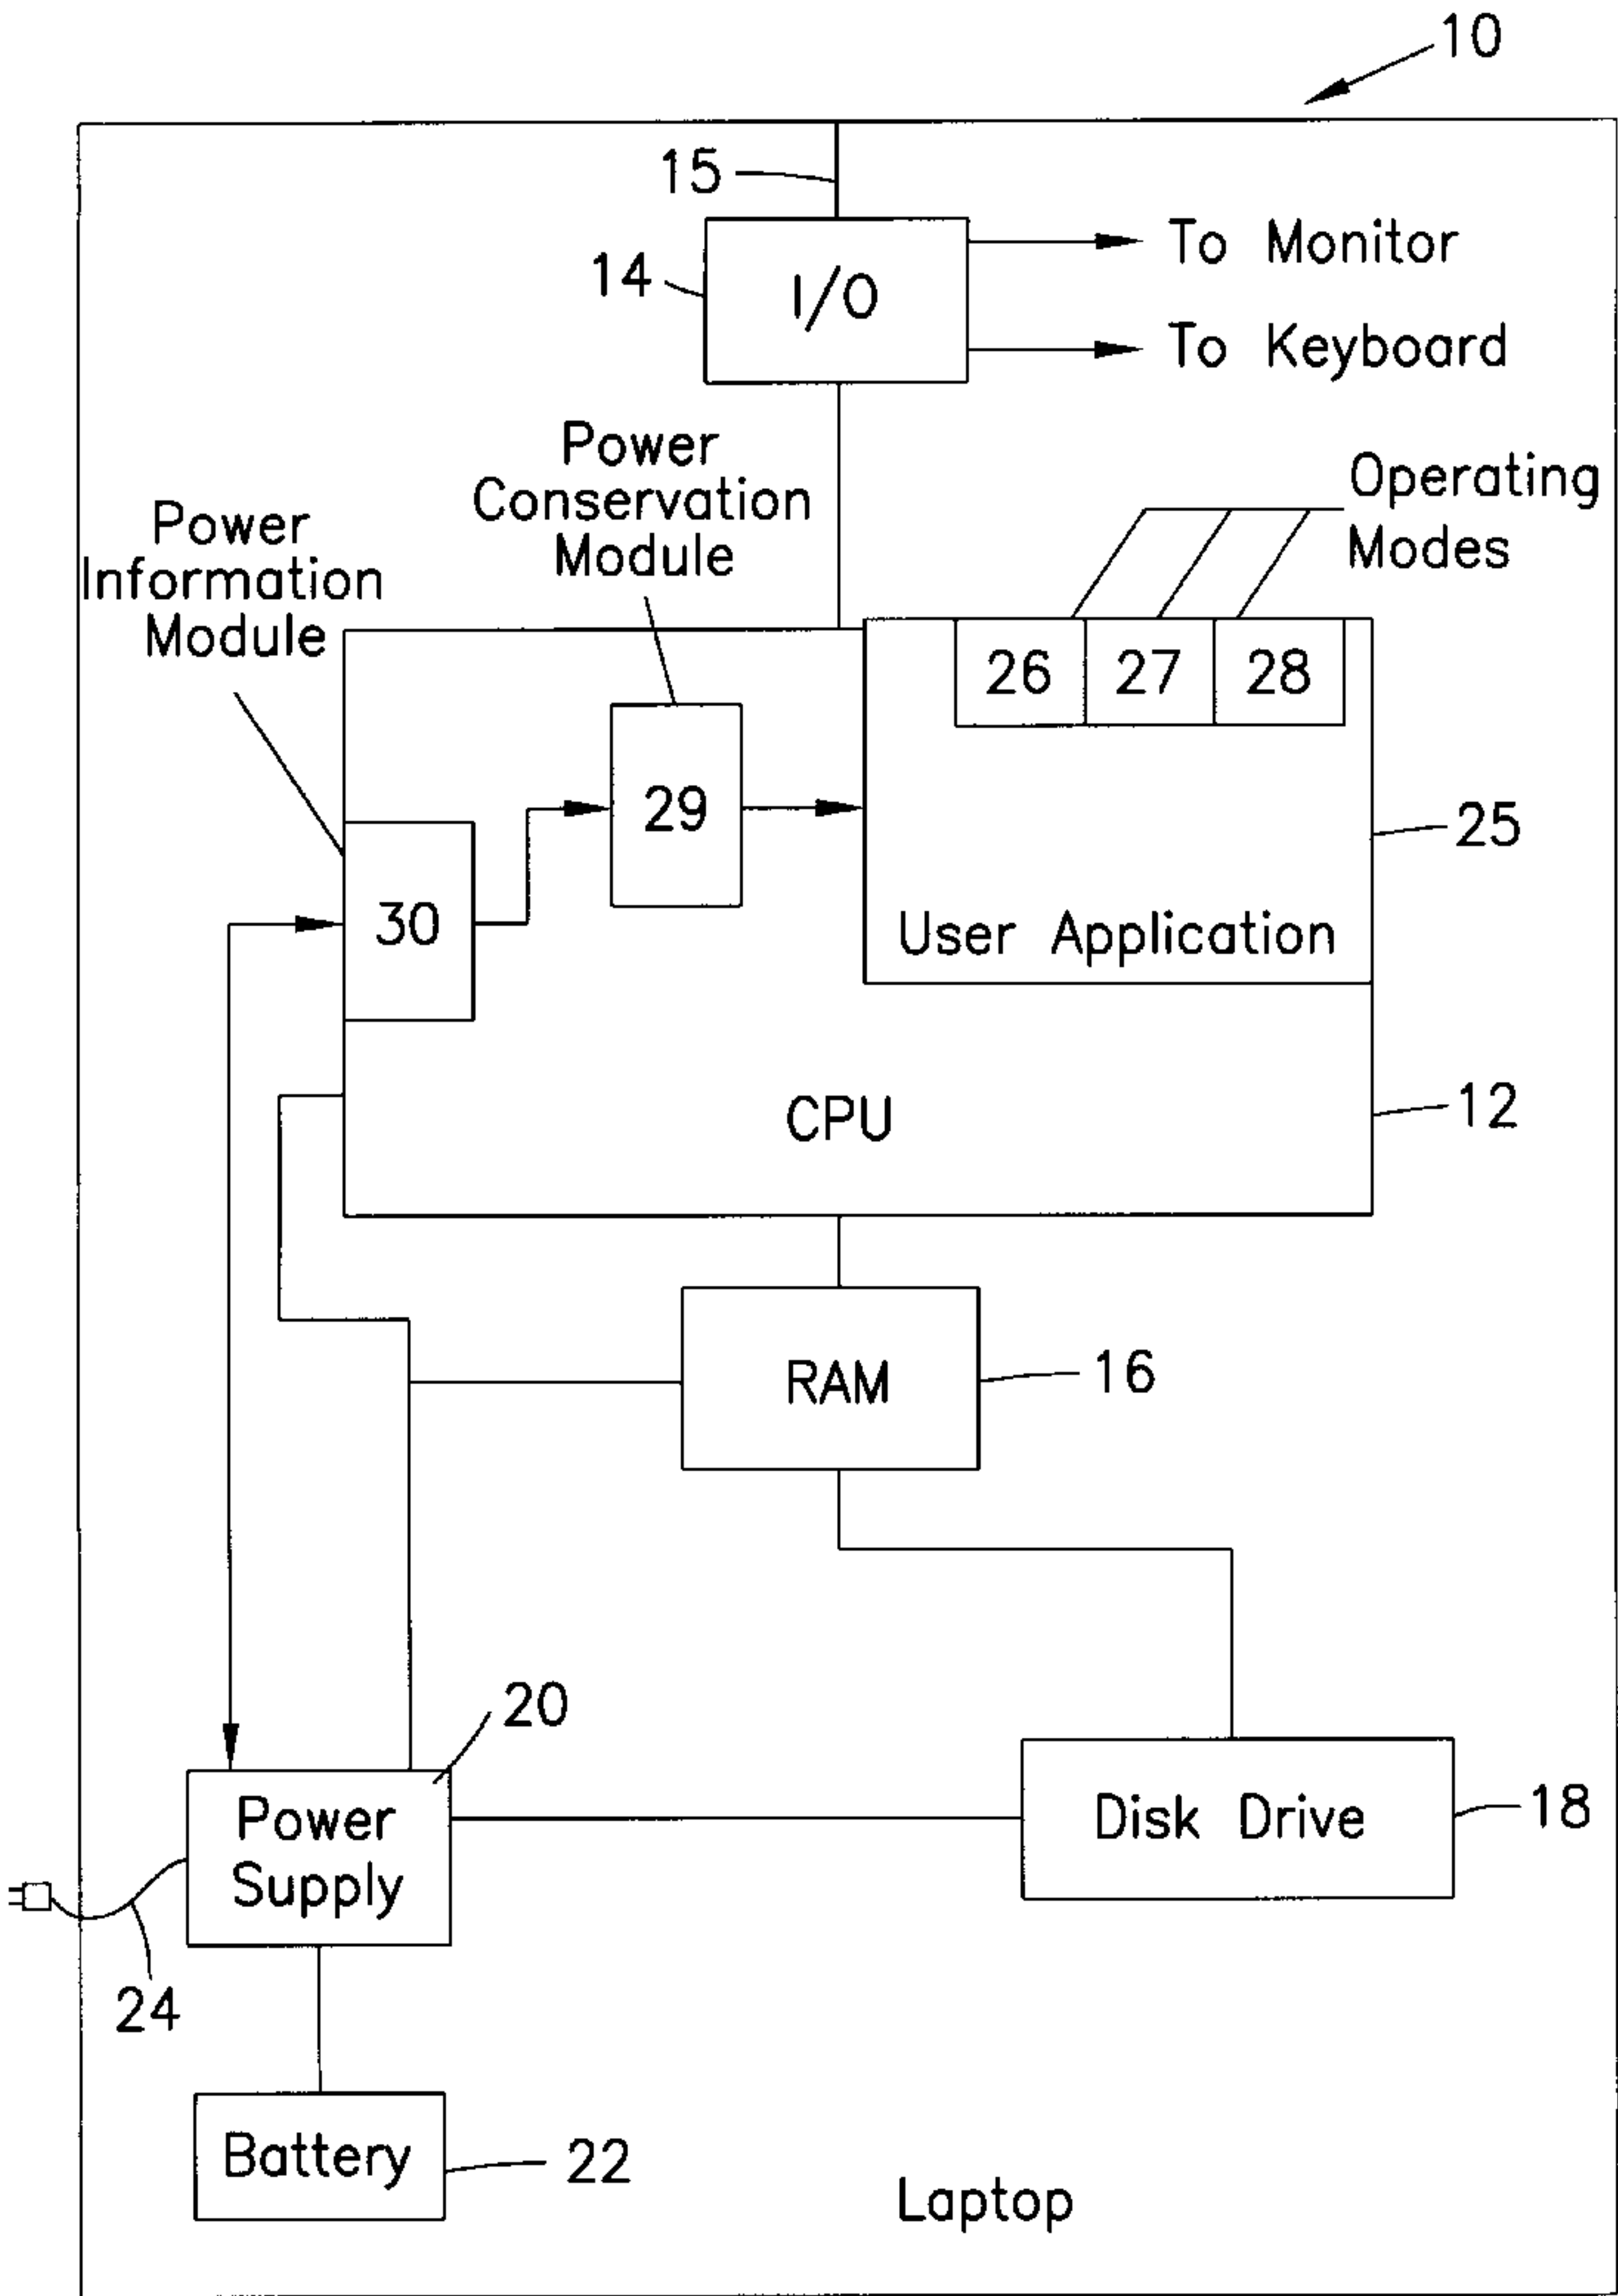 10
15
14
I/O
To Monitor
To Keyboard
Power
Conservation
Module
Operating
Modes
Power
Information
Module
26 27 28
29
25
30
User Application
CPU
12
RAM
16
20
Power
Supply
Disk Drive
18
24
Battery
22
Laptop